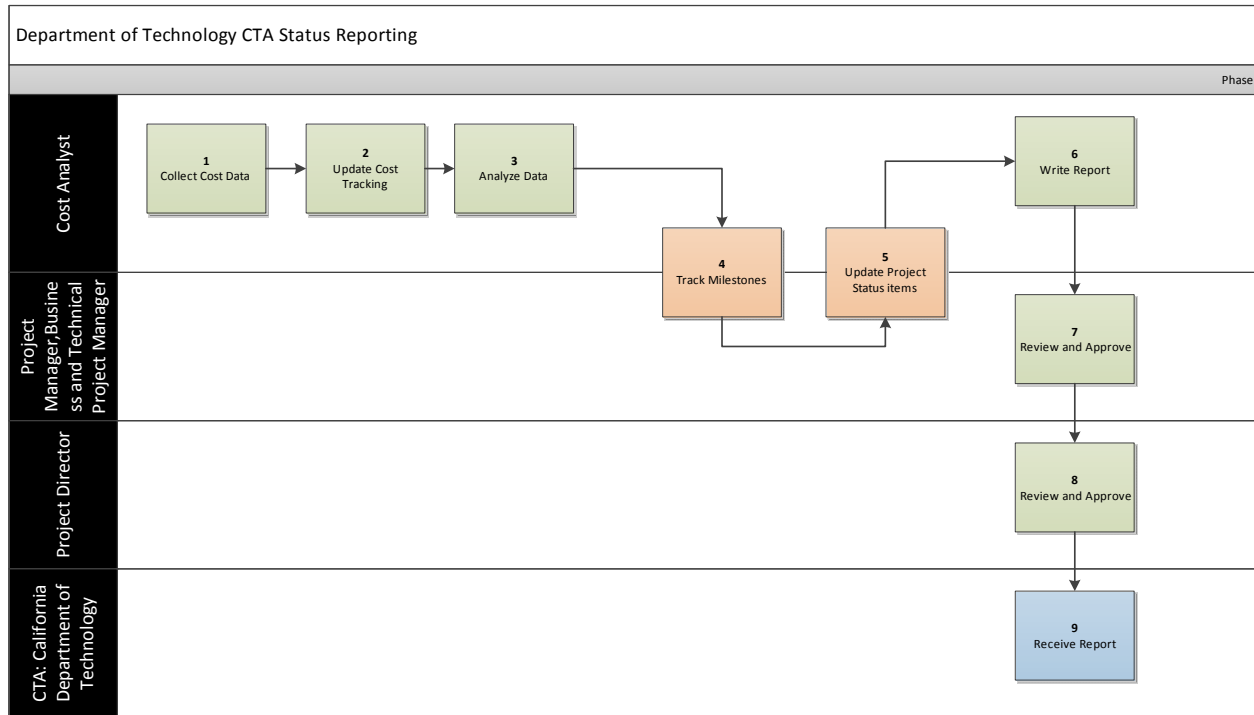 Department of Technology CTA Status Reporting
Phase
Cost Analyst
1
Collect Cost Data
2
Update Cost
Tracking
3
Analyze Data
4
Track Milestones
5
Update Project
Status items
6
Write Report
Project
Manager,Busine
ss and Technical
Project Manager
7
Review and Approve
Project Director
8
Review and Approve
CTA: California
Department of
Technology
9
Receive Report